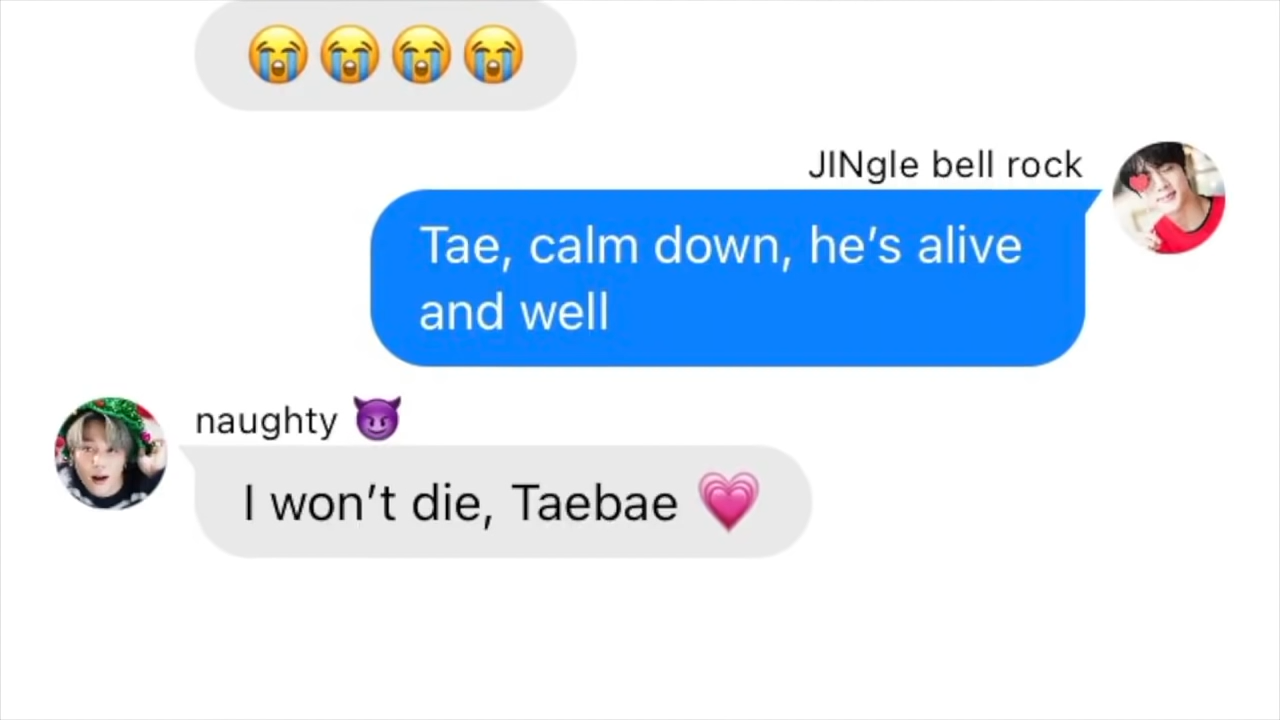 😭😭😭😭
JINgle bell rock
Tae, calm down, he’s alive
and well
naughty 😈
I won’t die, Taebae 💗